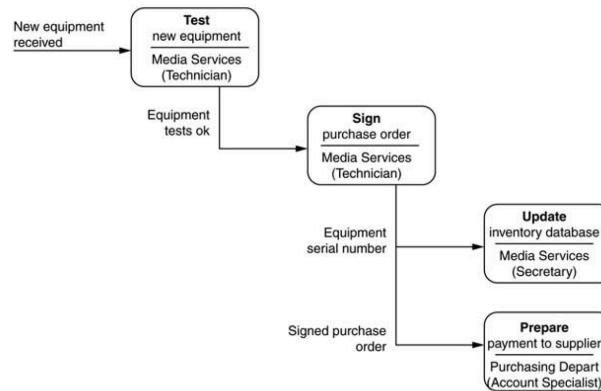 Test
new equipment
Media Services
(Technician)
New equipment
received
Equipment
tests ok
Sign
purchase order
Media Services
(Technician)
Equipment
serial number
Update
inventory database
Media Services
(Secretary)
Signed purchase
order
Prepare
payment to supplier
Purchasing Depart
(Account Specialist)